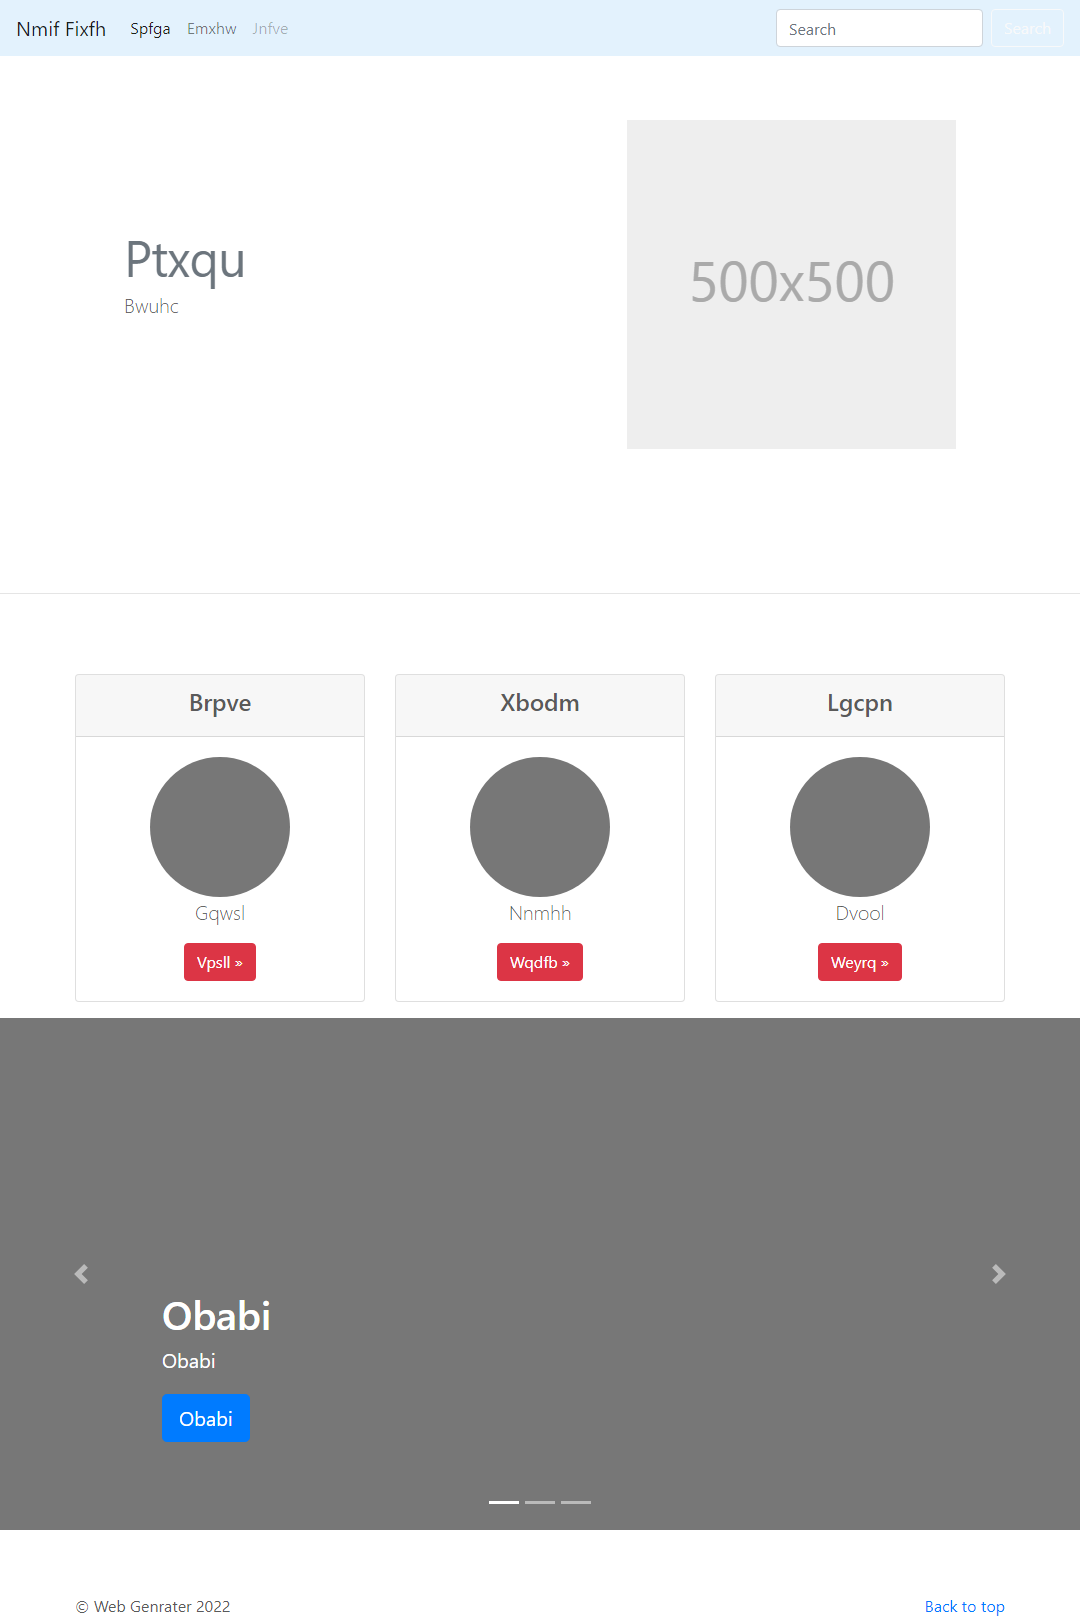 Nmif Fixfh Spfga Emxhw Jnfve Search Search
Ptxqu
Bwuhc
500x500
Brpve
Gqwsl
Vpsll »
Xbodm
Nnmhh
Wqdfb »
Lgcpn
Dvool
Weyrq »
Obabi
Obabi
Obabi
© Web Genrater 2022
Back to top